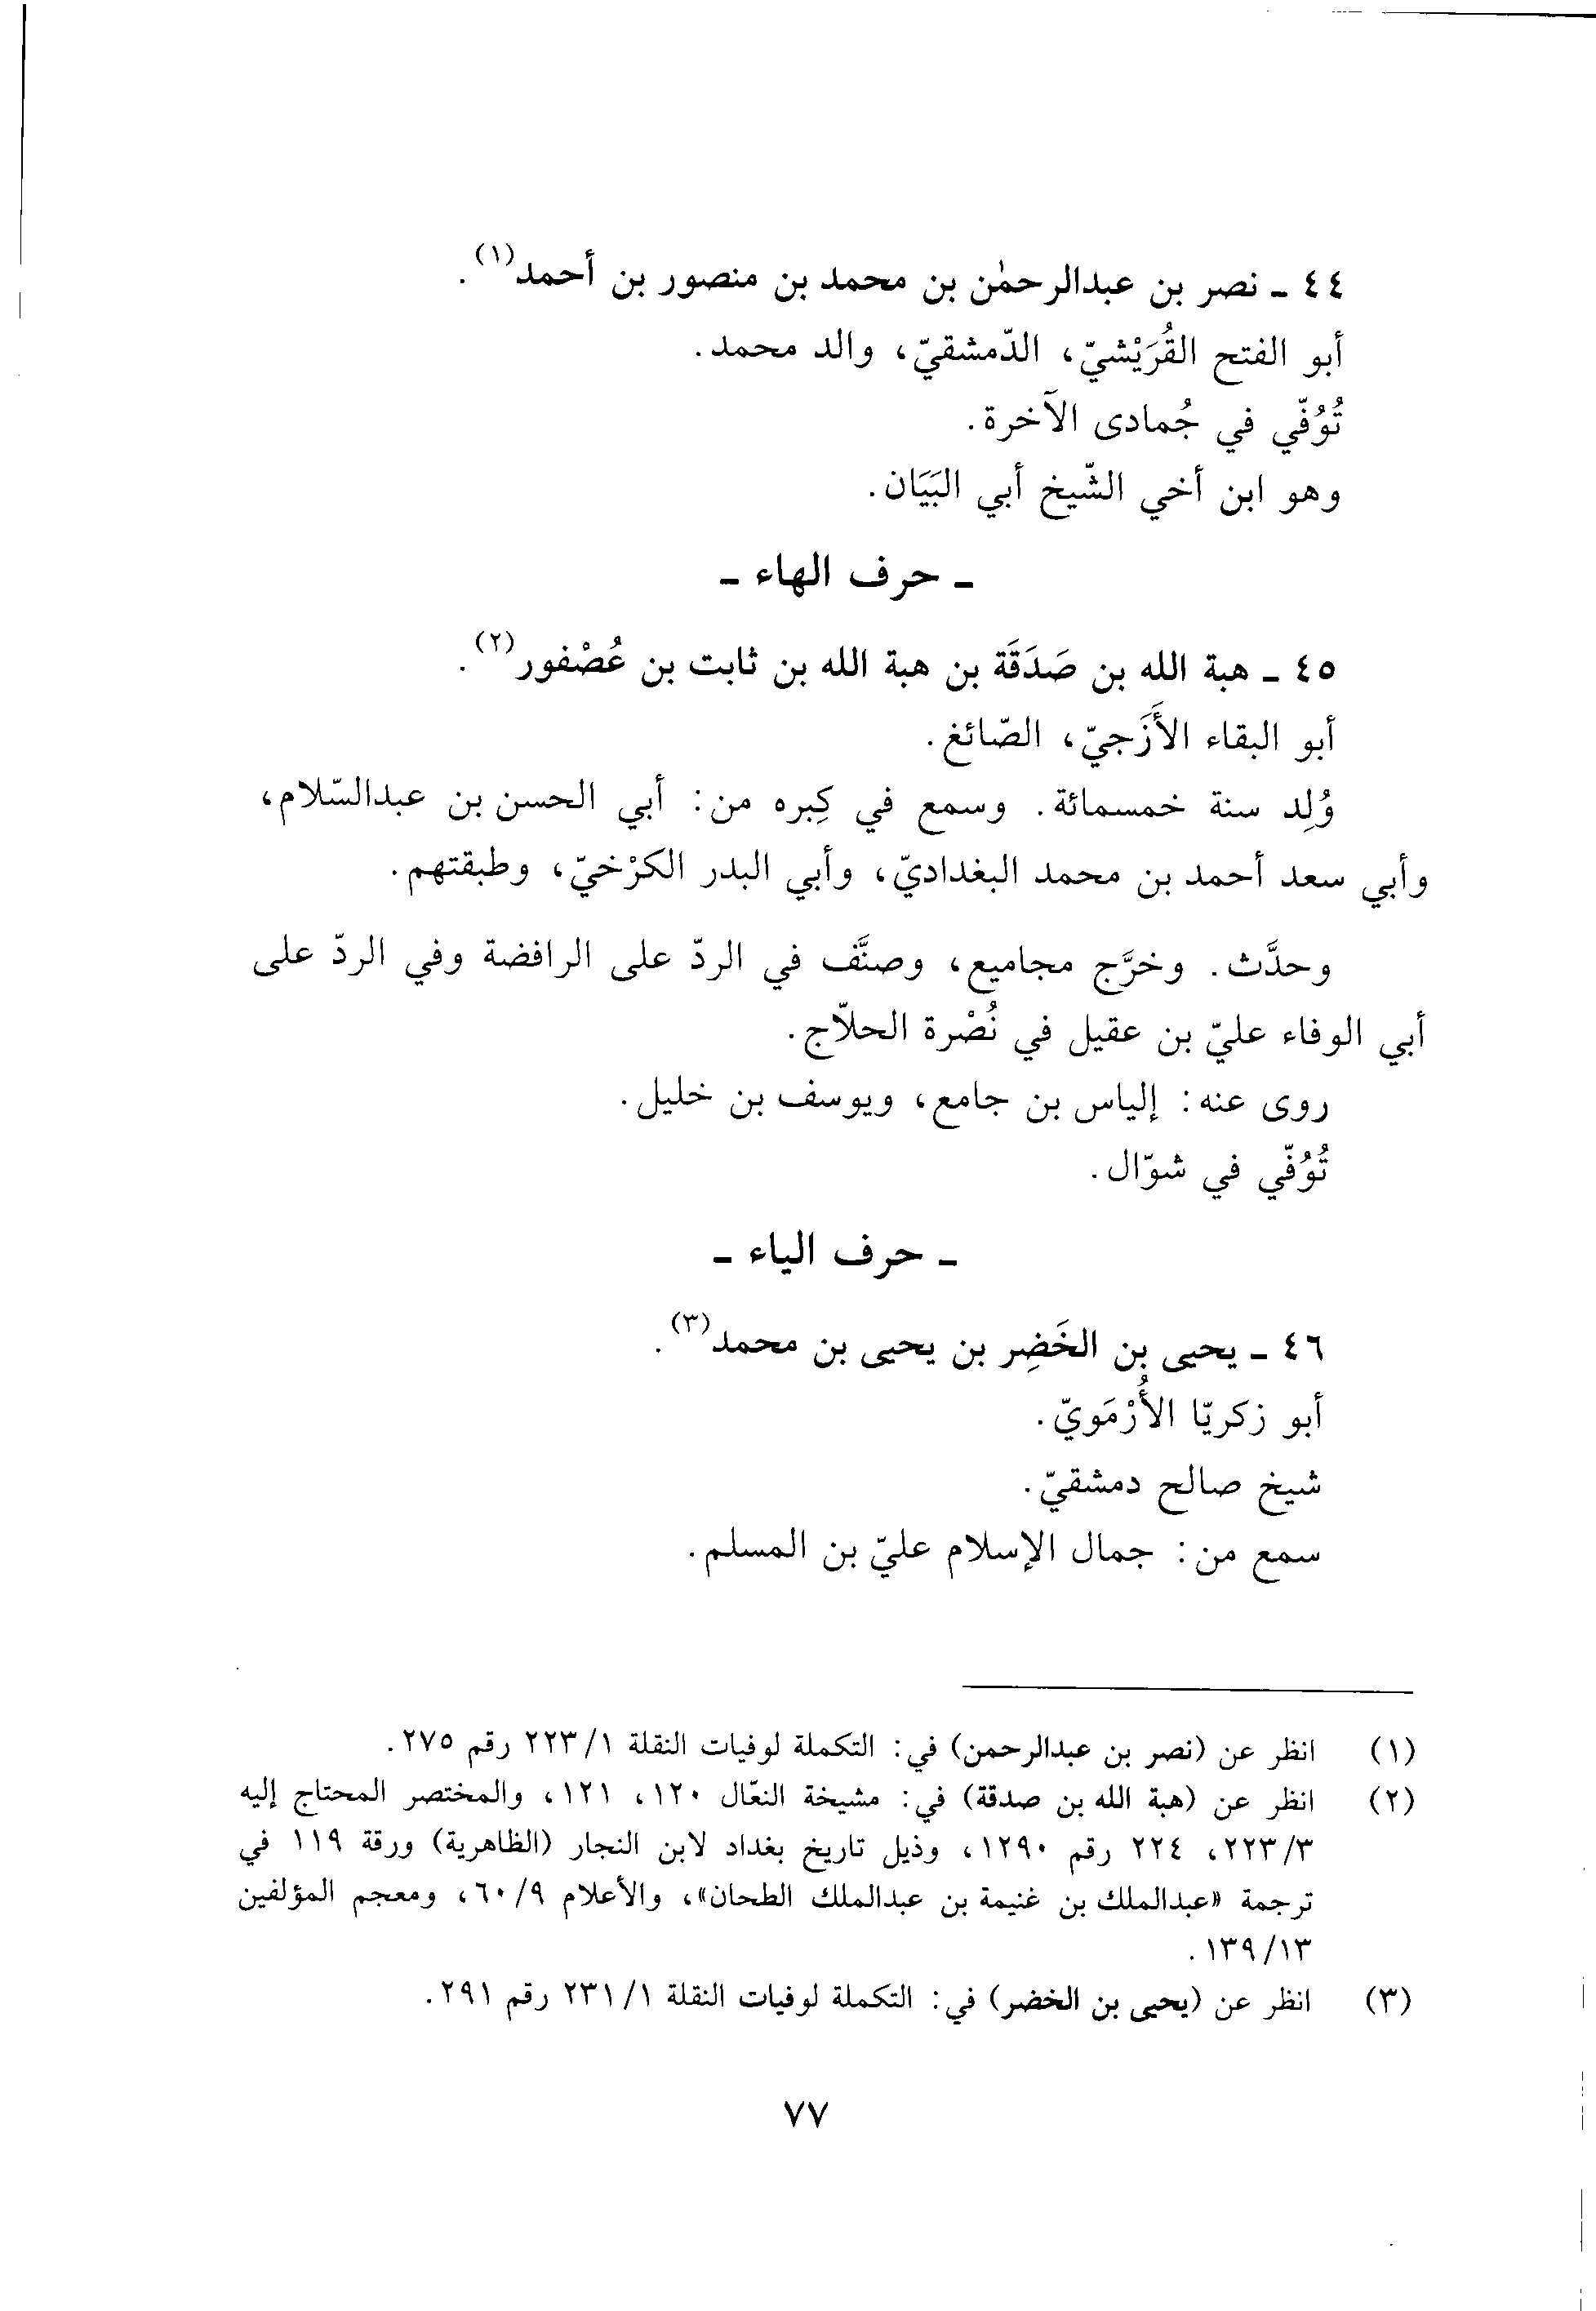 ٤٤ ـ نصر بن عبدالرحمٰن بن محمد بن منصور بن أحمد(١).
أبو الفتح القُرَيْشيّ، الدّمشقيّ، والد محمد.
تُوُفّي في جُمادى الآخرة.
وهو ابن أخي الشّيخ أبي البَيَان.
ـ حرف الهاء ـ
٤٥ ـ هبة الله بن صَدَقَة بن هبة الله بن ثابت بن عُصْفور(٢).
أبو البقاء الأَزَجيّ، الصّائغ.
وُلِد سنة خمسمائة. وسمع في كِبره من: أبي الحسن بن عبدالسّلام،
وأبي سعد أحمد بن محمد البغداديّ، وأبي البدر الكرْخيّ، وطبقتهم.
وحدَّث. وخرَّج مجاميع، وصنَّف في الردّ على الرافضة وفي الردّ على
أبي الوفاء عليّ بن عقيل في نُصْرة الحلاّج.
روى عنه: إلياس بن جامع، ويوسف بن خليل.
تُوُفّي في شوّال.
ـ حرف الياء ـ
٤٦ ـ يحيى بن الخَضِر بن يحيى بن محمد(٣).
أبو زكريّا الأُرْمَويّ.
شيخ صالح دمشقيّ.
سمع من: جمال الإسلام عليّ بن المسلم.
(١) انظر عن (نصر بن عبدالرحمن) في: التكملة لوفيات النقلة ١/ ٢٢٣ رقم ٢٧٥.
(٢) انظر عن (هبة الله بن صدقة) في: مشيخة النعّال ١٢٠، ١٢١، والمختصر المحتاج إليه
٣/ ٢٢٣، ٢٢٤ رقم ١٢٩٠، وذيل تاريخ بغداد لابن النجار (الظاهرية) ورقة ١١٩ في
ترجمة «عبدالملك بن غنيمة بن عبدالملك الطحان»، والأعلام ٩/ ٦٠، ومعجم المؤلفين
١٣/ ١٣٩.
(٣) انظر عن (يحيى بن الخضر) في: التكملة لوفيات النقلة ١/ ٢٣١ رقم ٢٩١.
٧٧